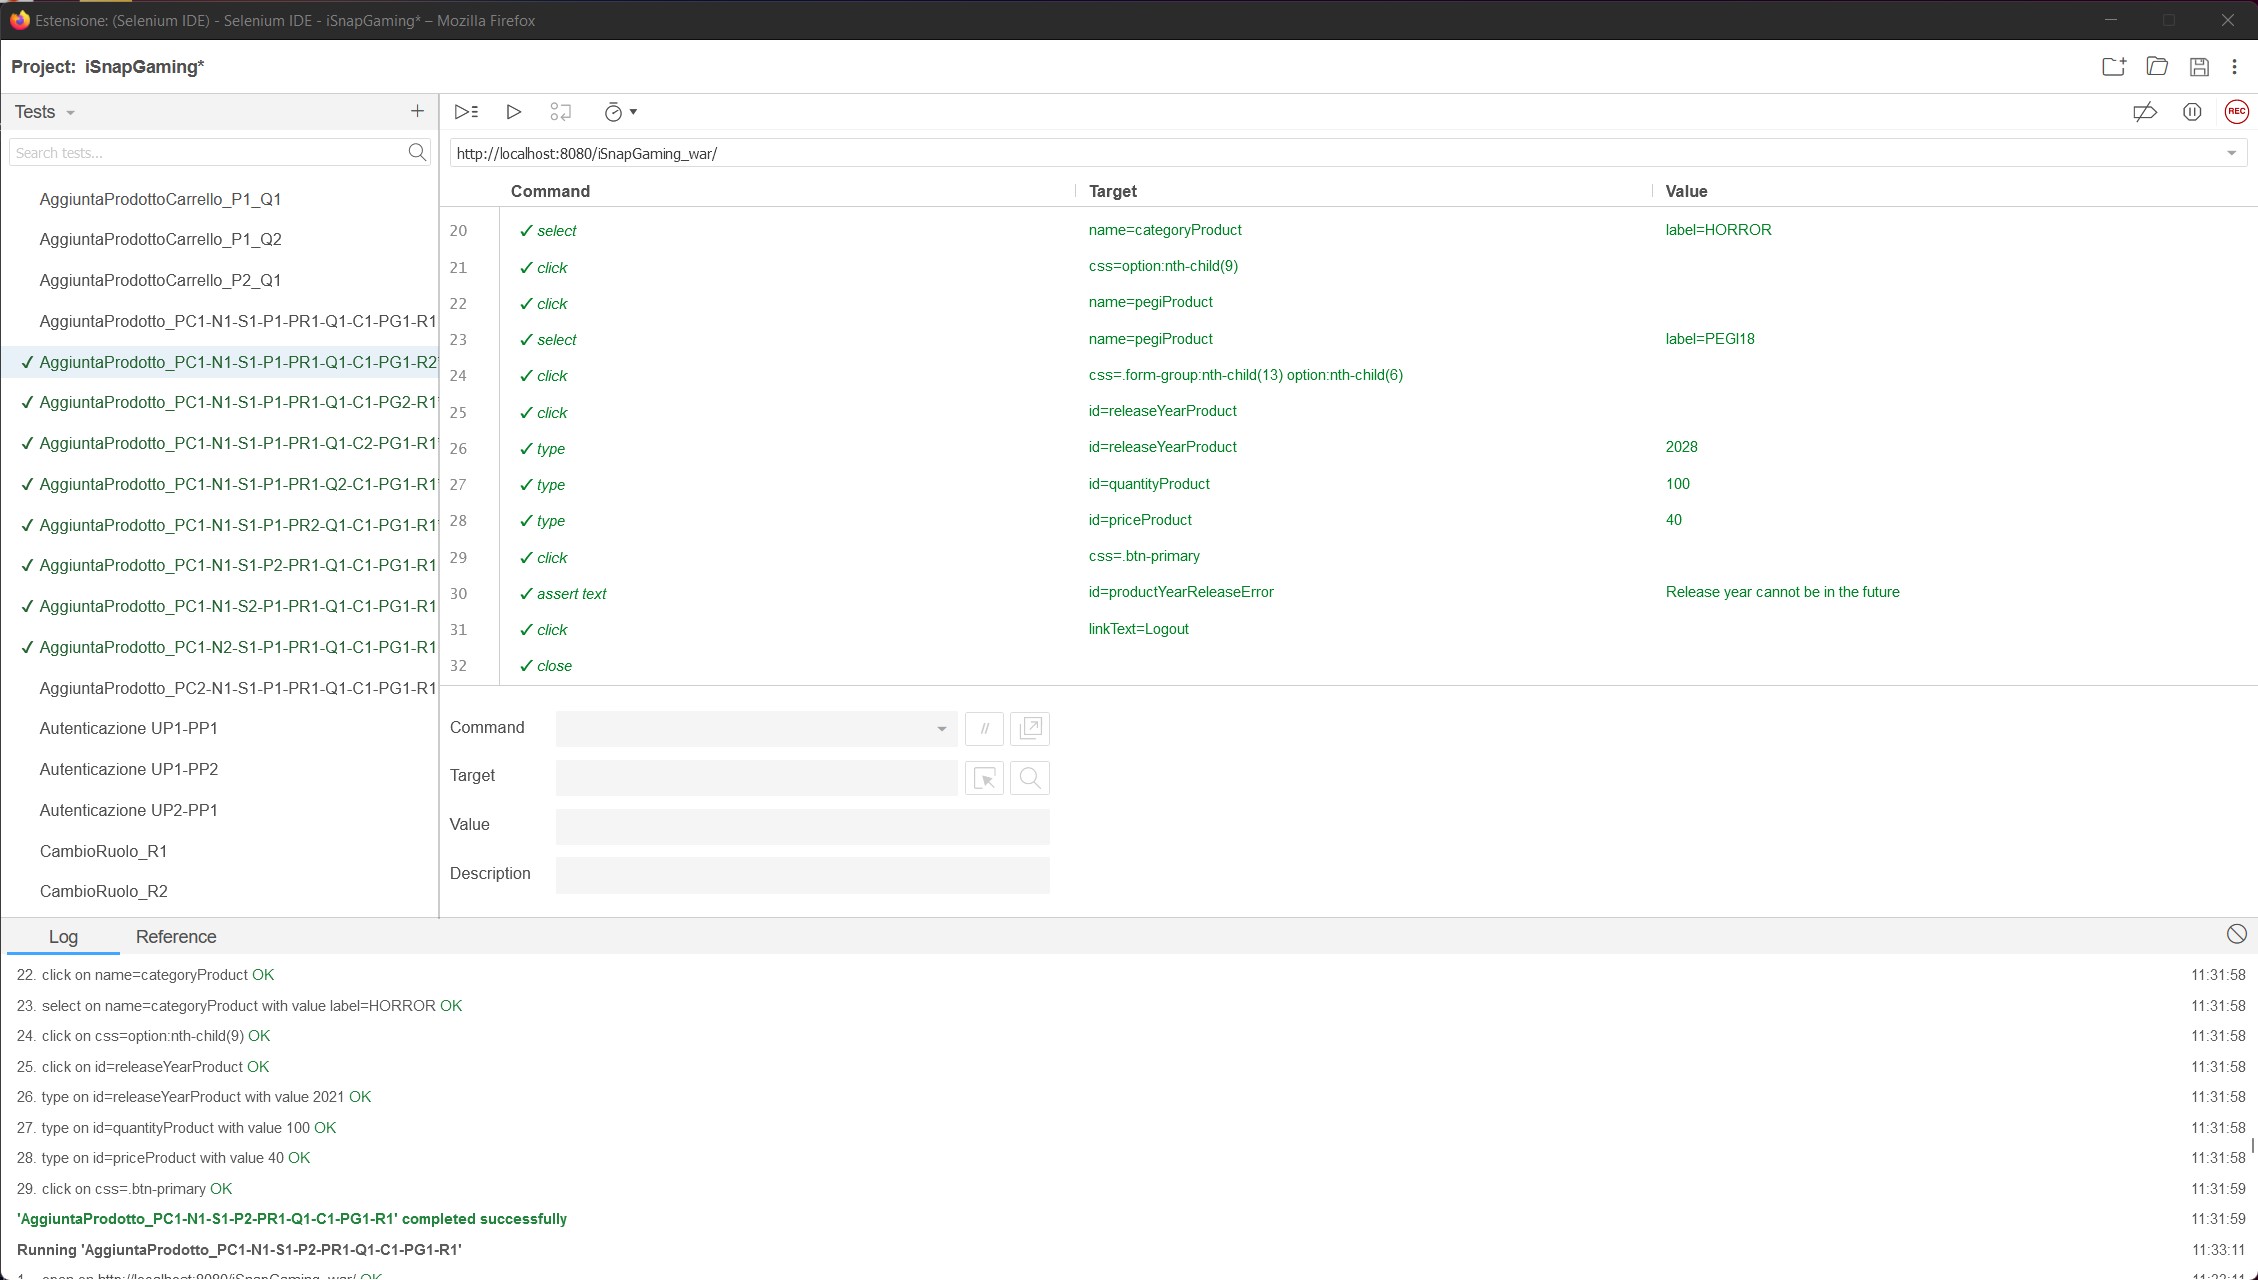 Estensione: (Selenium IDE) - Selenium IDE - iSnapGaming* – Mozilla Firefox
Project: iSnapGaming*
Tests
Search tests...
AggiuntaProdottoCarrello_P1_Q1
AggiuntaProdottoCarrello_P1_Q2
AggiuntaProdottoCarrello_P2_Q1
AggiuntaProdotto_PC1-N1-S1-P1-PR1-Q1-C1-PG1-R1
✓ AggiuntaProdotto_PC1-N1-S1-P1-PR1-Q1-C1-PG1-R2*
✓ AggiuntaProdotto_PC1-N1-S1-P1-PR1-Q1-C1-PG2-R1*
✓ AggiuntaProdotto_PC1-N1-S1-P1-PR1-Q1-C2-PG1-R1*
✓ AggiuntaProdotto_PC1-N1-S1-P1-PR1-Q2-C1-PG1-R1*
✓ AggiuntaProdotto_PC1-N1-S1-P1-PR2-Q1-C1-PG1-R1*
✓ AggiuntaProdotto_PC1-N1-S1-P2-PR1-Q1-C1-PG1-R1
✓ AggiuntaProdotto_PC1-N1-S2-P1-PR1-Q1-C1-PG1-R1
✓ AggiuntaProdotto_PC1-N2-S1-P1-PR1-Q1-C1-PG1-R1
AggiuntaProdotto_PC2-N1-S1-P1-PR1-Q1-C1-PG1-R1
Autenticazione UP1-PP1
Autenticazione UP1-PP2
Autenticazione UP2-PP1
CambioRuolo_R1
CambioRuolo_R2
REC
http://localhost:8080/iSnapGaming_war/
Command Target Value
20 ✓ select name=categoryProduct label=HORROR
21 ✓ click css=option:nth-child(9)
22 ✓ click name=pegiProduct
23 ✓ select name=pegiProduct label=PEGI18
24 ✓ click css=.form-group:nth-child(13) option:nth-child(6)
25 ✓ click id=releaseYearProduct
26 ✓ type id=releaseYearProduct 2028
27 ✓ type id=quantityProduct 100
28 ✓ type id=priceProduct 40
29 ✓ click css=.btn-primary
30 ✓ assert text id=productYearReleaseError Release year cannot be in the future
31 ✓ click linkText=Logout
32 ✓ close
Command //
Target
Value
Description
Log Reference
22. click on name=categoryProduct OK 11:31:58
23. select on name=categoryProduct with value label=HORROR OK 11:31:58
24. click on css=option:nth-child(9) OK 11:31:58
25. click on id=releaseYearProduct OK 11:31:58
26. type on id=releaseYearProduct with value 2021 OK 11:31:58
27. type on id=quantityProduct with value 100 OK 11:31:58
28. type on id=priceProduct with value 40 OK 11:31:58
29. click on css=.btn-primary OK 11:31:59
'AggiuntaProdotto_PC1-N1-S1-P2-PR1-Q1-C1-PG1-R1' completed successfully 11:31:59
Running 'AggiuntaProdotto_PC1-N1-S1-P2-PR1-Q1-C1-PG1-R1' 11:33:11
1. open on http://localhost:8080/iSnapGaming_war/ OK 11:33:11